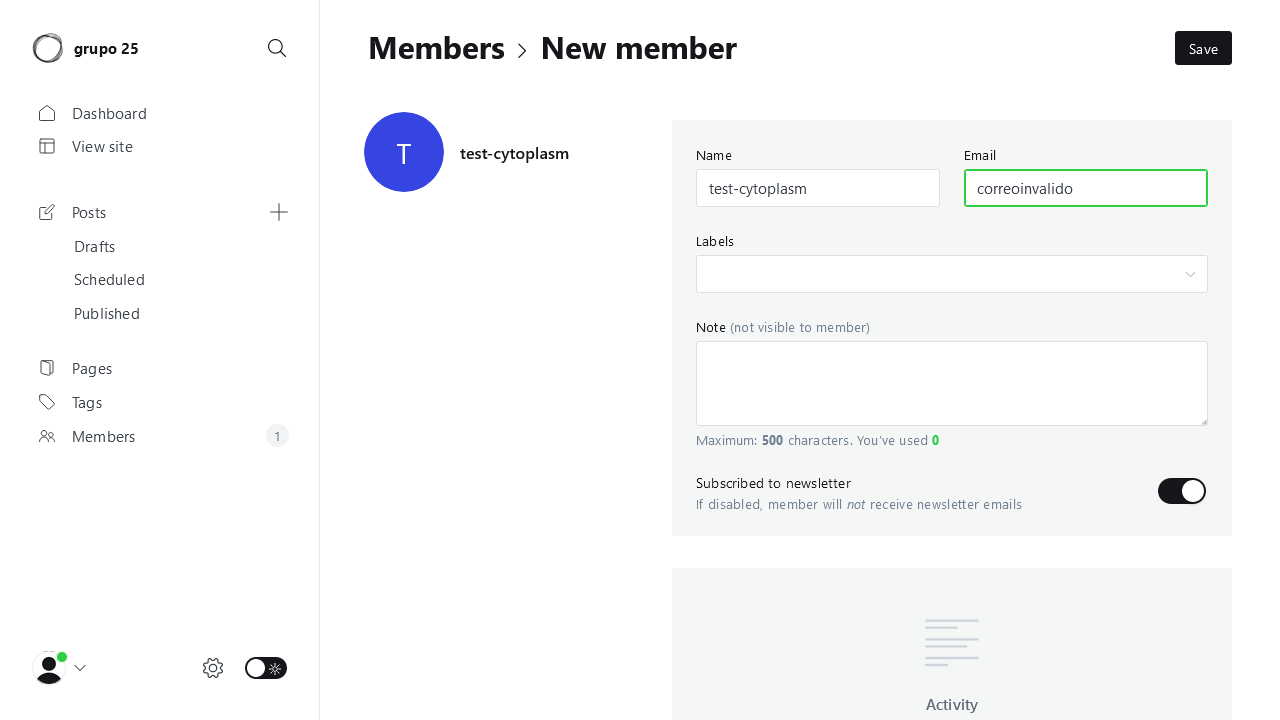 grupo 25
Dashboard
View site
Posts
Drafts
Scheduled
Published
Pages
Tags
Members
1
Members > New member
Save
T
test-cytoplasm
Name
test-cytoplasm
Email
correoinvalido
Labels
Note (not visible to member)
Maximum: 500 characters. You’ve used 0
Subscribed to newsletter
If disabled, member will not receive newsletter emails
Activity